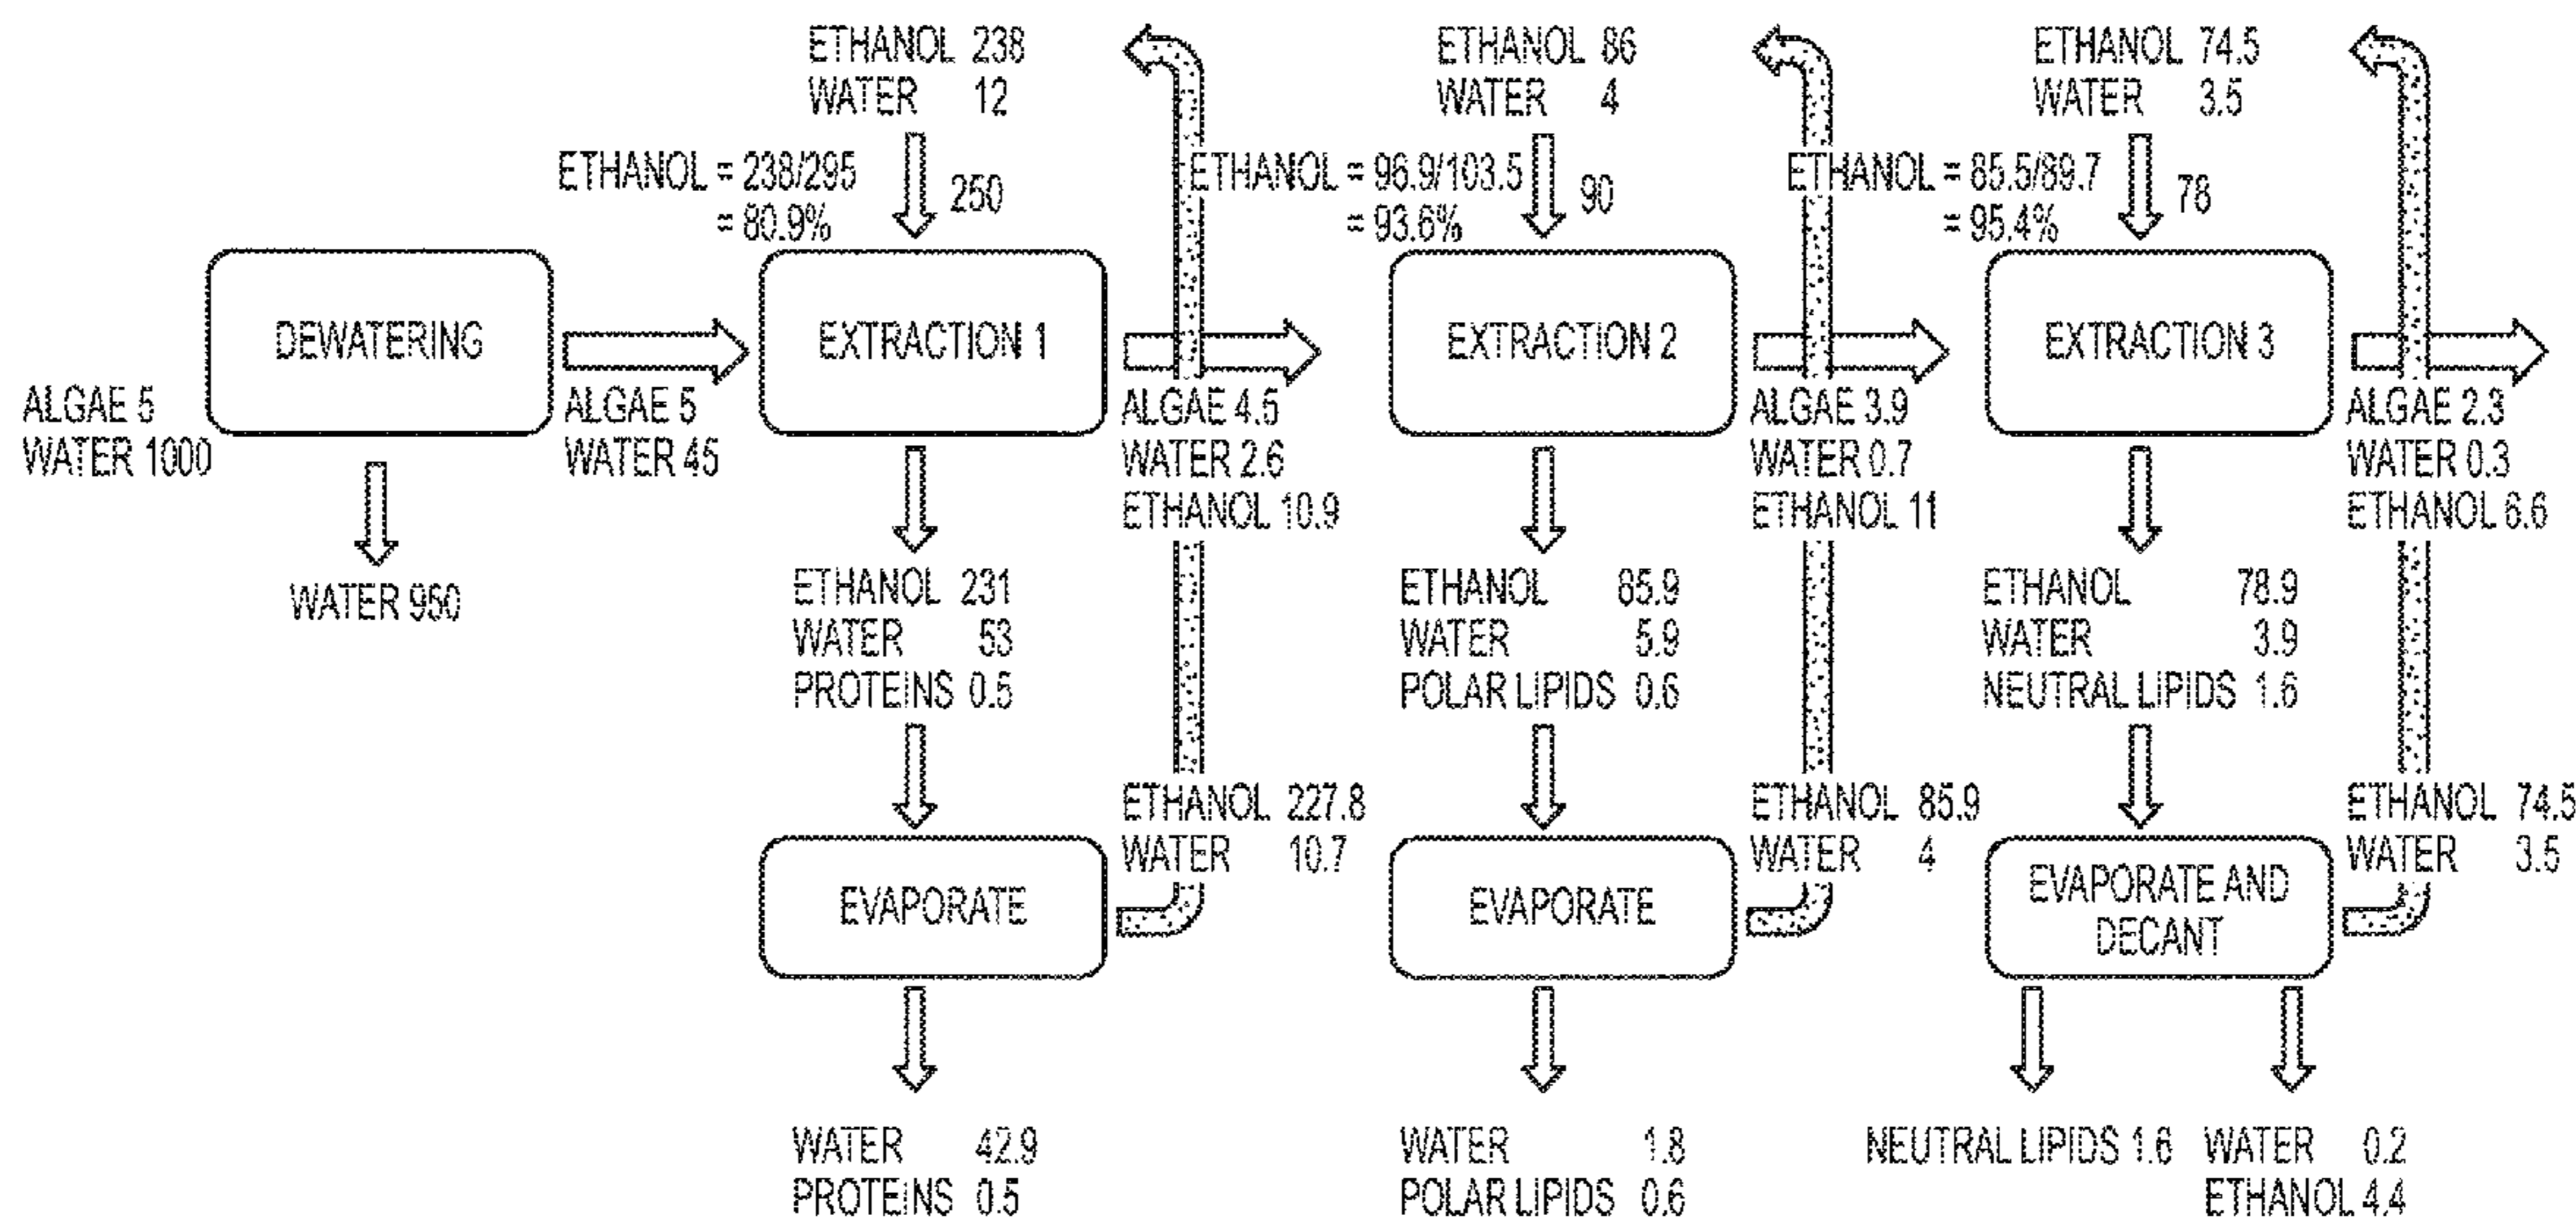 ETHANOL 238
WATER 12
ETHANOL = 238/295
= 80.9%
250
ETHANOL 86
WATER 4
ETHANOL = 96.9/103.5
= 93.6%
90
ETHANOL 74.5
WATER 3.5
ETHANOL = 85.5/89.7
= 95.4%
78
DEWATERING
EXTRACTION 1
EXTRACTION 2
EXTRACTION 3
ALGAE 5
WATER 1000
ALGAE 5
WATER 45
ALGAE 4.5
WATER 2.6
ETHANOL 10.9
ALGAE 3.9
WATER 0.7
ETHANOL 11
ALGAE 2.3
WATER 0.3
ETHANOL 6.6
WATER 950
ETHANOL 231
WATER 53
PROTEINS 0.5
ETHANOL 85.9
WATER 5.9
POLAR LIPIDS 0.6
ETHANOL 78.9
WATER 3.9
NEUTRAL LIPIDS 1.6
ETHANOL 227.8
WATER 10.7
ETHANOL 85.9
WATER 4
ETHANOL 74.5
WATER 3.5
EVAPORATE
EVAPORATE
EVAPORATE AND
DECANT
WATER 42.9
PROTEINS 0.5
WATER 1.8
POLAR LIPIDS 0.6
NEUTRAL LIPIDS 1.6
WATER 0.2
ETHANOL 4.4